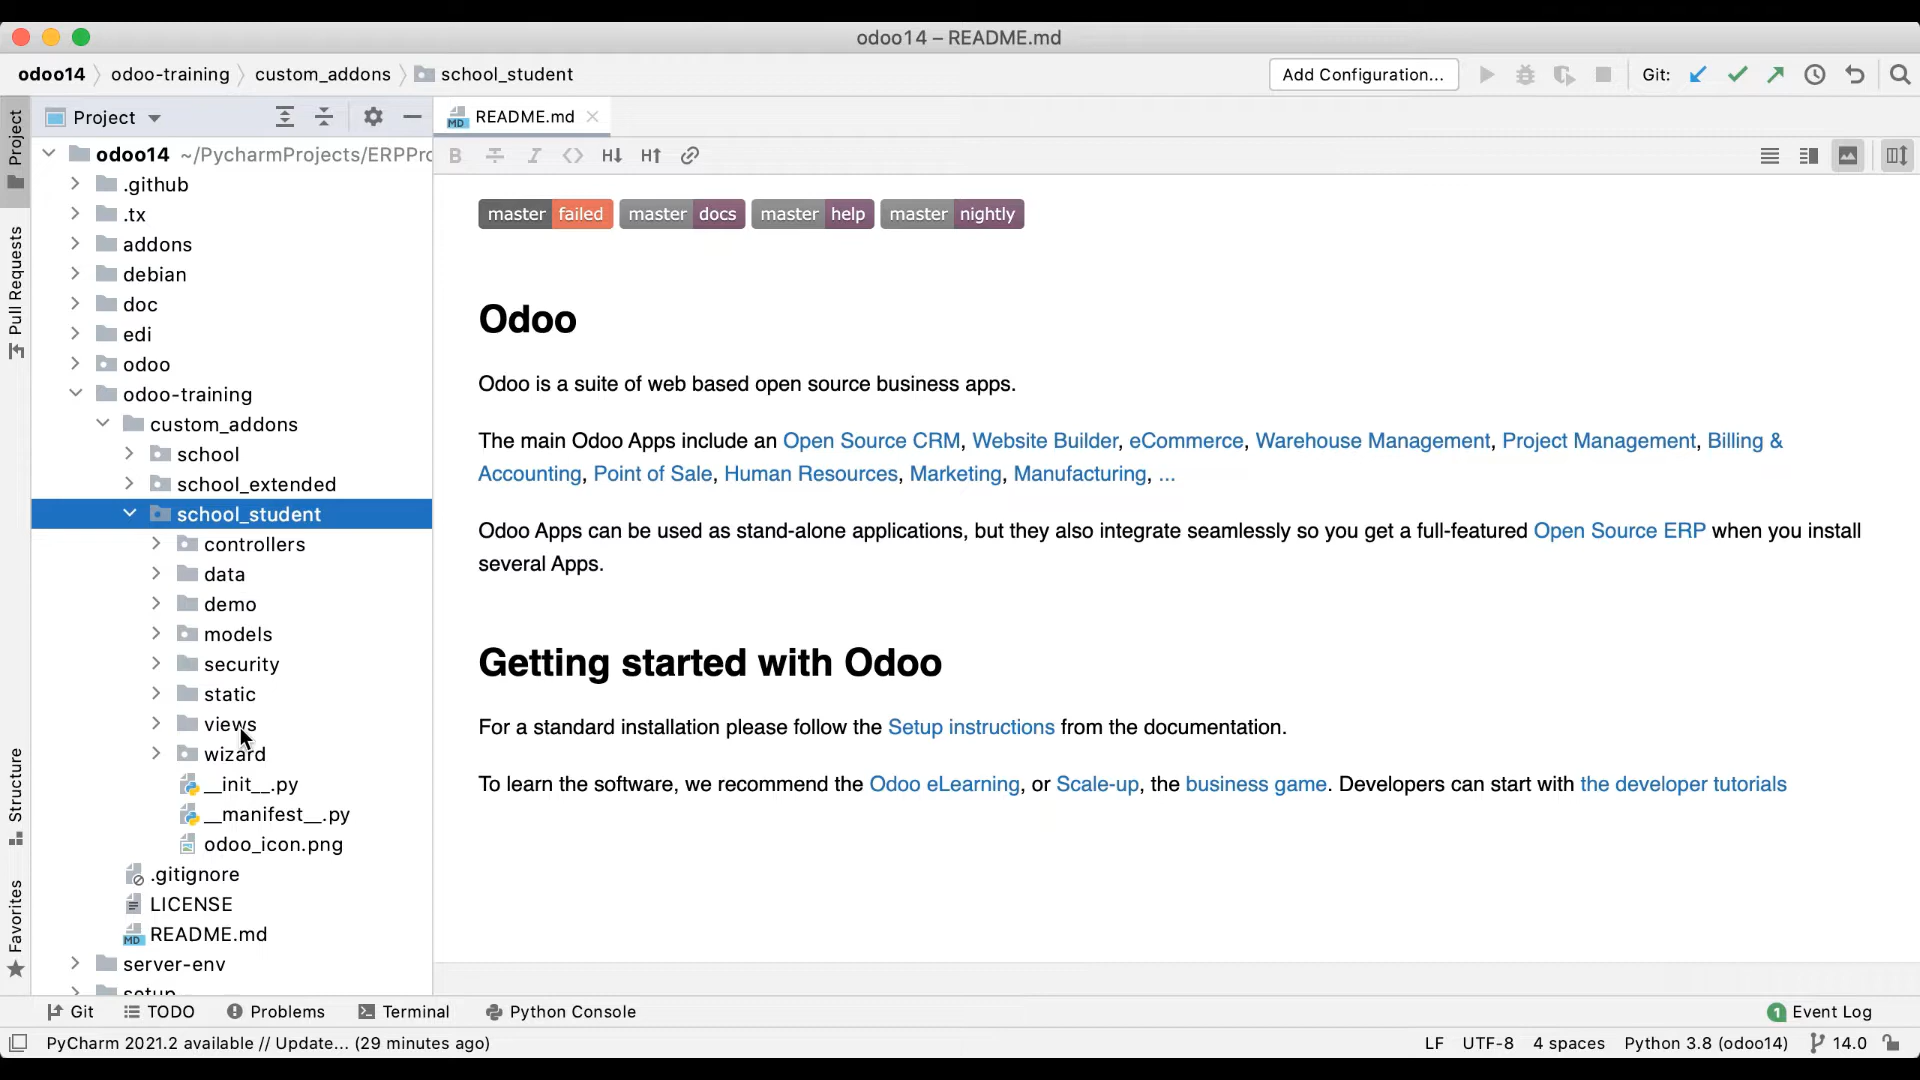 odoo14 – README.md
odoo14 odoo-training custom_addons school_student Add Configuration... Git:
Project README.md
Project
Pull Requests
Structure
Favorites
odoo14 ~/PycharmProjects/ERPPrc
.github
.tx
addons
debian
doc
edi
odoo
odoo-training
custom_addons
school
school_extended
school_student
controllers
data
demo
models
security
static
views
wizard
__init__.py
__manifest__.py
odoo_icon.png
.gitignore
LICENSE
MD README.md
server-env
setup
B I <> H↓ H↑
master failed master docs master help master nightly
Odoo
Odoo is a suite of web based open source business apps.
The main Odoo Apps include an Open Source CRM, Website Builder, eCommerce, Warehouse Management, Project Management, Billing &
Accounting, Point of Sale, Human Resources, Marketing, Manufacturing, ...
Odoo Apps can be used as stand-alone applications, but they also integrate seamlessly so you get a full-featured Open Source ERP when you install
several Apps.
Getting started with Odoo
For a standard installation please follow the Setup instructions from the documentation.
To learn the software, we recommend the Odoo eLearning, or Scale-up, the business game. Developers can start with the developer tutorials
Git TODO Problems Terminal Python Console 1 Event Log
PyCharm 2021.2 available // Update... (29 minutes ago) LF UTF-8 4 spaces Python 3.8 (odoo14) 14.0